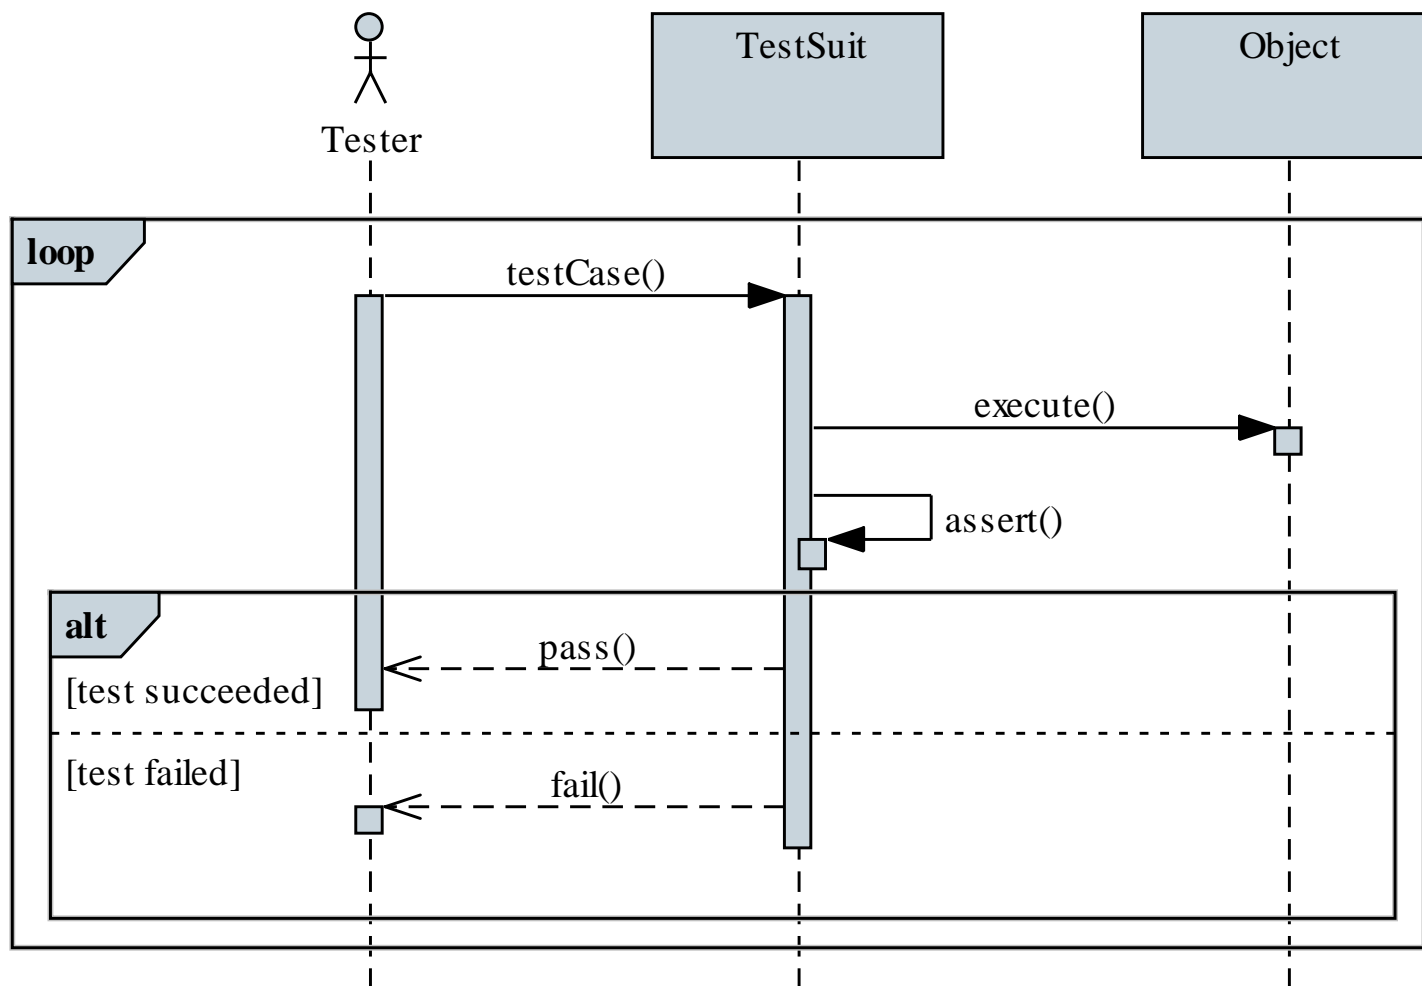 Tester
TestSuit
Object
loop
testCase()
execute()
assert()
alt
pass()
[test succeeded]
[test failed]
fail()